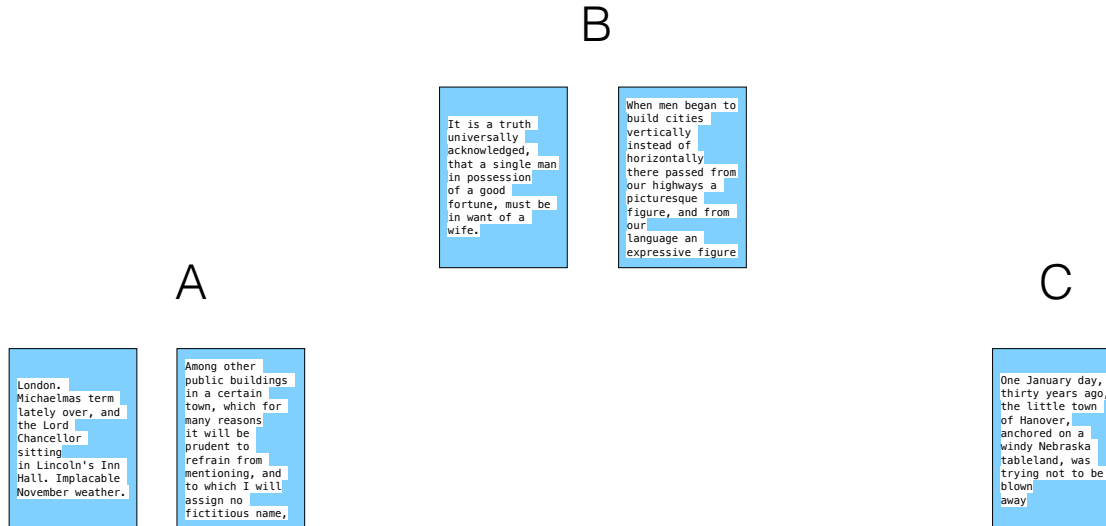 B
It is a truth
universally
acknowledged,
that a single man
in possession
of a good
fortune, must be
in want of a
wife.
When men began to
build cities
vertically
instead of
horizontally
there passed from
our highways a
picturesque
figure, and from
our
language an
expressive figure
A
London.
Michaelmas term
lately over, and
the Lord
Chancellor
sitting
in Lincoln's Inn
Hall. Implacable
November weather.
Among other
public buildings
in a certain
town, which for
many reasons
it will be
prudent to
refrain from
mentioning, and
to which I will
assign no
fictitious name,
C
One January day,
thirty years ago,
the little town
of Hanover,
anchored on a
windy Nebraska
tableland, was
trying not to be
blown
away